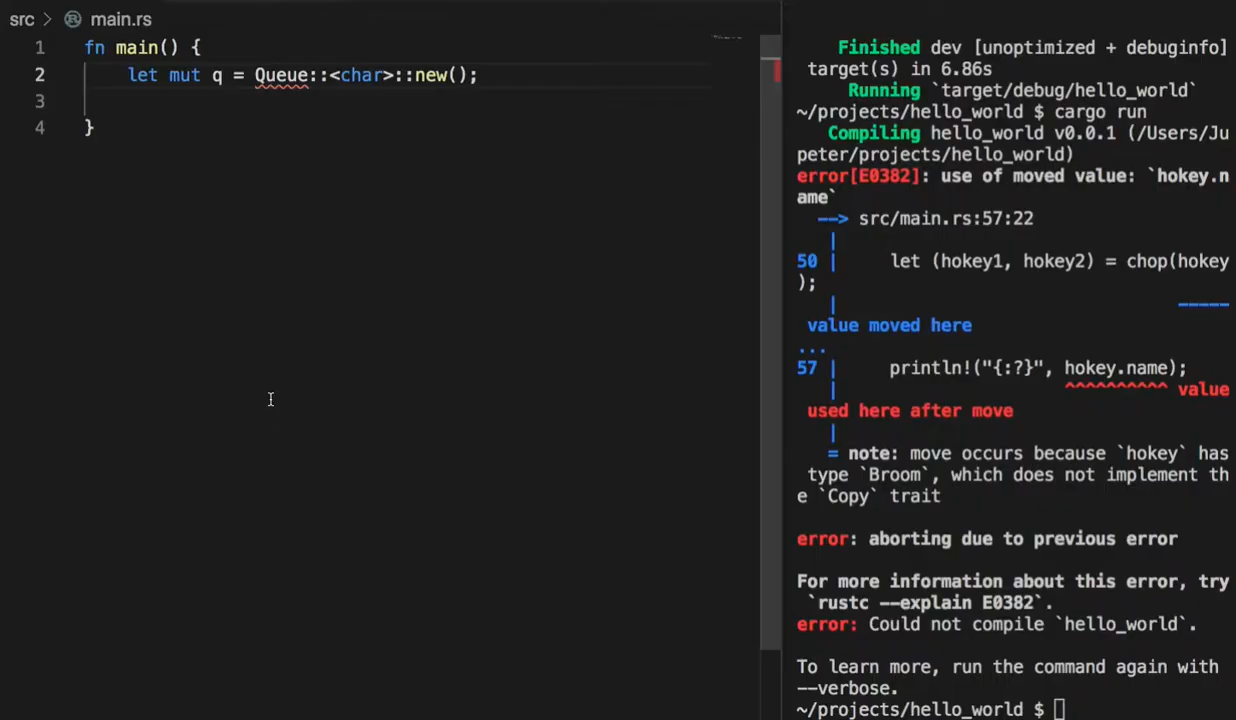 src > main.rs
1 fn main() {
2 let mut q = Queue::<char>::new();
3
4 }
Finished dev [unoptimized + debuginfo]
target(s) in 6.86s
Running `target/debug/hello_world`
~/projects/hello_world $ cargo run
Compiling hello_world v0.0.1 (/Users/Ju
peter/projects/hello_world)
error[E0382]: use of moved value: `hokey.n
ame`
--> src/main.rs:57:22
|
50 | let (hokey1, hokey2) = chop(hokey
);
| -----
value moved here
...
57 | println!("{:?}", hokey.name);
| ^^^^^^^^^^ value
used here after move
|
= note: move occurs because `hokey` has
type `Broom`, which does not implement th
e `Copy` trait
error: aborting due to previous error
For more information about this error, try
`rustc --explain E0382`.
error: Could not compile `hello_world`.
To learn more, run the command again with
--verbose.
~/projects/hello_world $